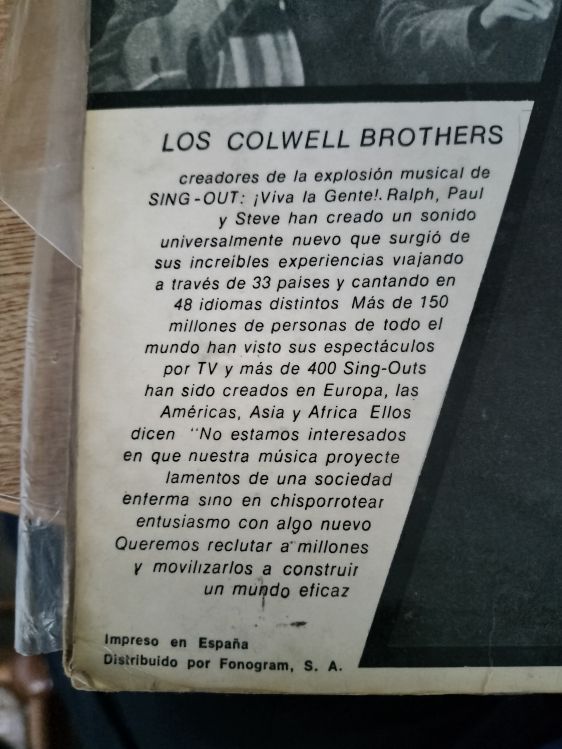 LOS COLWELL BROTHERS
creadores de la explosión musical de
SING-OUT: ¡Viva la Gente!. Ralph, Paul
y Steve han creado un sonido
universalmente nuevo que surgió de
sus increibles experiencias viajando
a través de 33 paises y cantando en
48 idiomas distintos Más de 150
millones de personas de todo el
mundo han visto sus espectáculos
por TV y más de 400 Sing-Outs
han sido creados en Europa, las
Américas, Asia y Africa Ellos
dicen "No estamos interesados
en que nuestra música proyecte
lamentos de una sociedad
enferma sino en chisporrotear
entusiasmo con algo nuevo
Queremos reclutar a millones
y movilizarlos a construir
un mundo eficaz
Impreso en España
Distribuido por Fonogram, S. A.